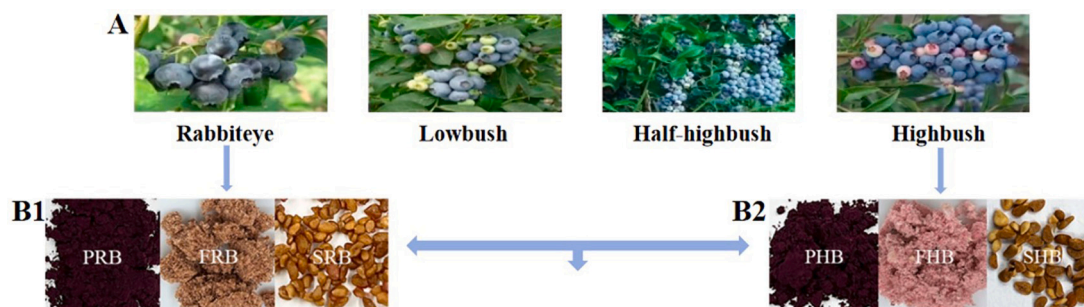 A
Rabbiteye
Lowbush
Half-highbush
Highbush
B1
PRB
FRB
SRB
B2
PHB
FHB
SHB